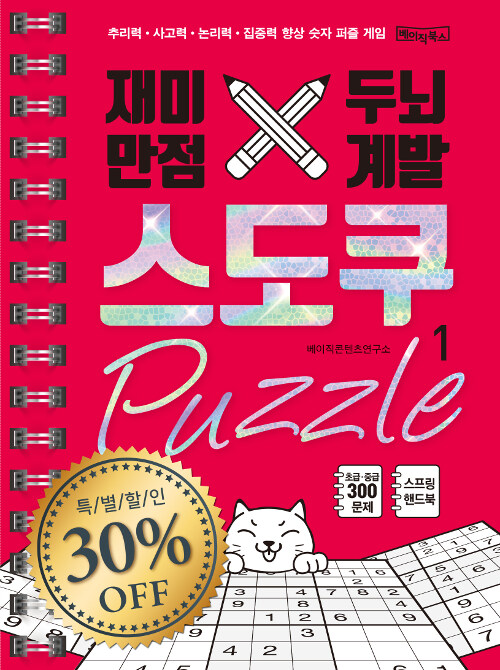 추리력 • 사고력 • 논리력 • 집중력 향상 숫자 퍼즐 게임 베이직북스
재미 두뇌
만점 계발
스도쿠
베이직콘텐츠연구소 1
Puzzle
초급·중급
300
문제
스프링
핸드북
특/별/할/인
30%
OFF